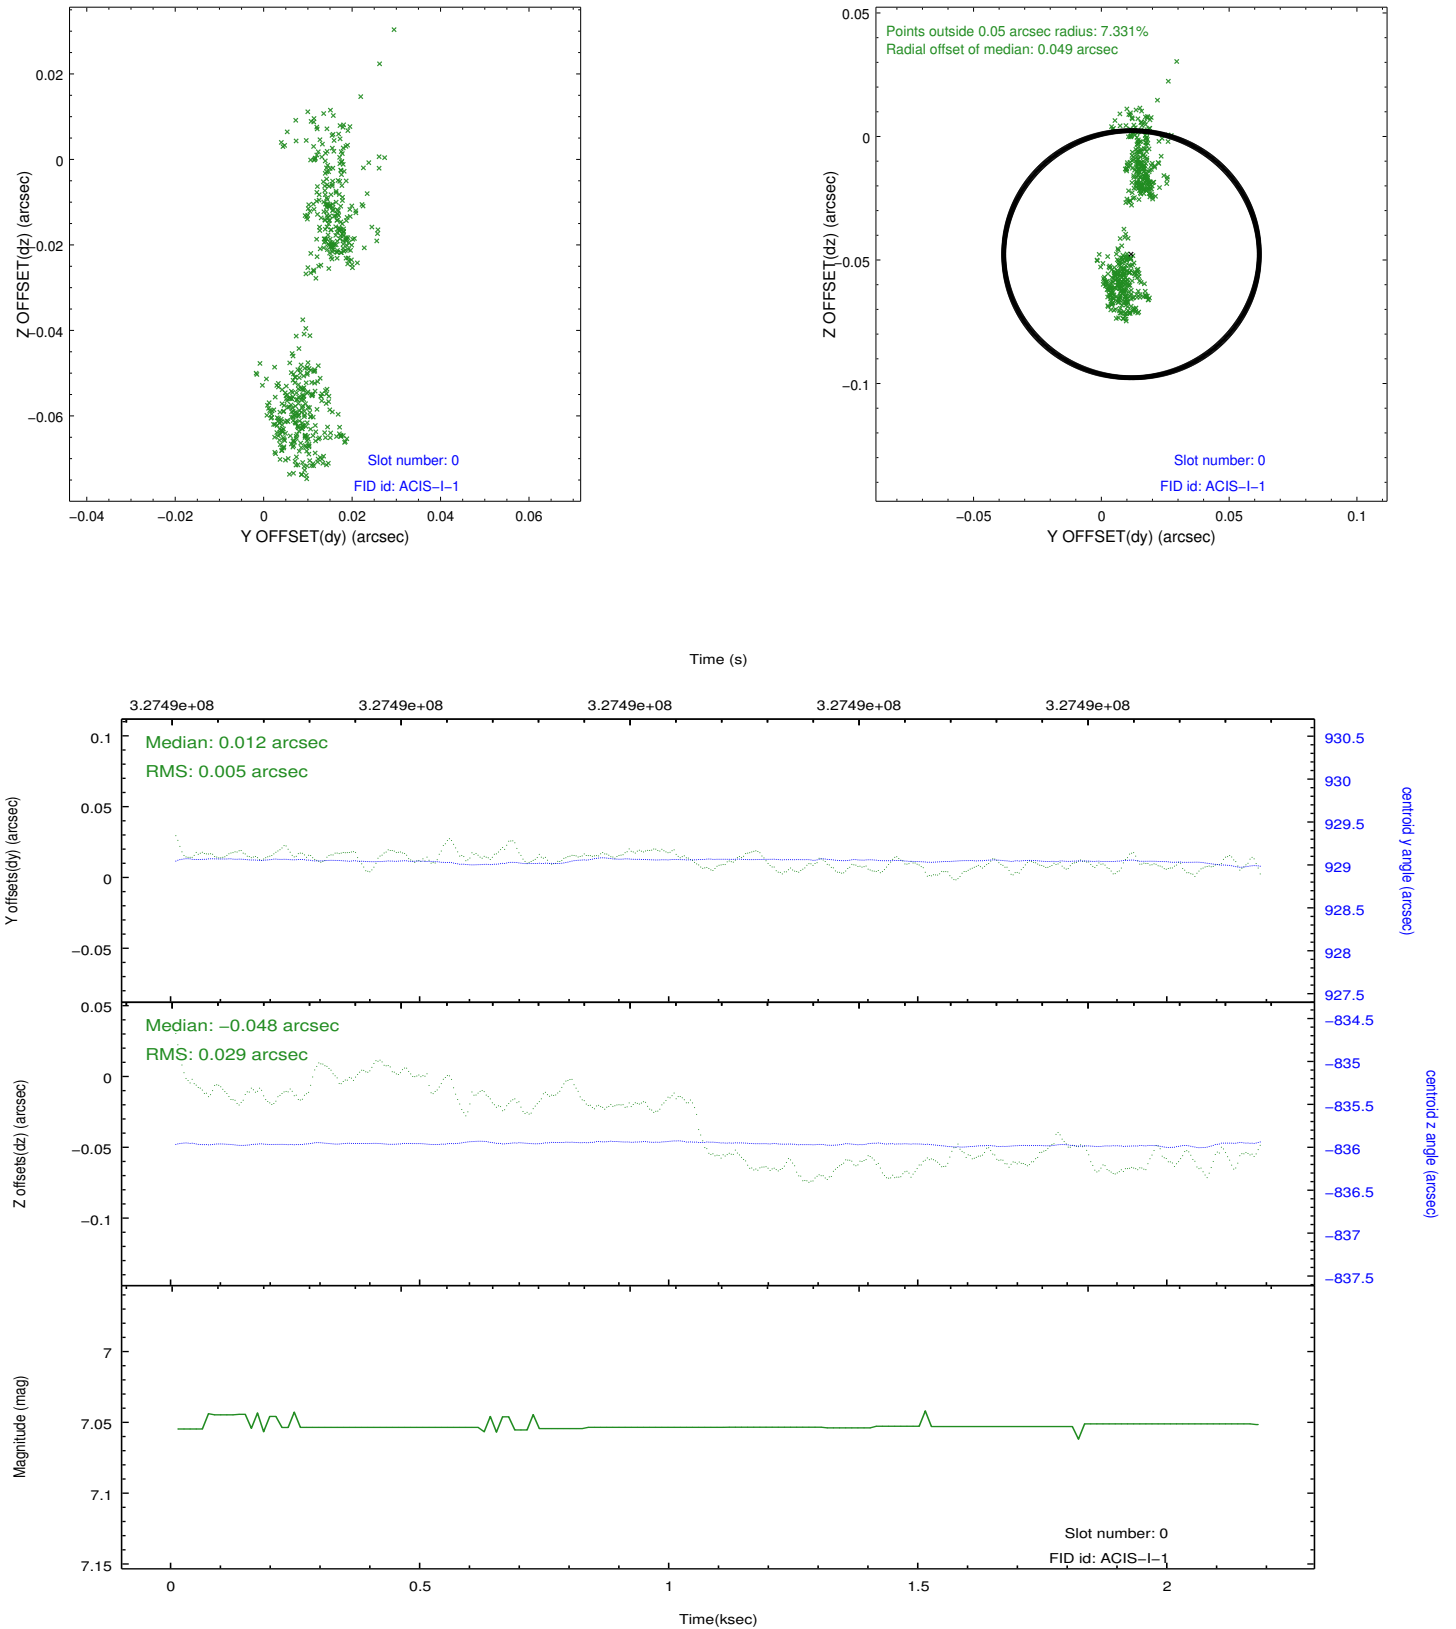 0.02
0
−0.02
−0.04
−0.06
Z OFFSET(dz) (arcsec)
Slot number: 0
FID id: ACIS−I−1
−0.04
−0.02
0
0.02
0.04
0.06
Y OFFSET(dy) (arcsec)
0.05
0
−0.05
−0.1
Z OFFSET(dz) (arcsec)
Points outside 0.05 arcsec radius: 7.331%
Radial offset of median: 0.049 arcsec
Slot number: 0
FID id: ACIS−I−1
−0.05
0
0.05
0.1
Y OFFSET(dy) (arcsec)
Time (s)
3.2749e+08
3.2749e+08
3.2749e+08
3.2749e+08
3.2749e+08
0.1
0.05
0
−0.05
Y offsets(dy) (arcsec)
Median: 0.012 arcsec
RMS: 0.005 arcsec
930.5
930
929.5
929
928.5
928
927.5
centroid y angle (arcsec)
0.05
0
−0.05
−0.1
Z offsets(dz) (arcsec)
Median: −0.048 arcsec
RMS: 0.029 arcsec
−834.5
−835
−835.5
−836
−836.5
−837
−837.5
centroid z angle (arcsec)
7
7.05
7.1
7.15
Magnitude (mag)
Slot number: 0
FID id: ACIS−I−1
0
0.5
1
1.5
2
Time(ksec)